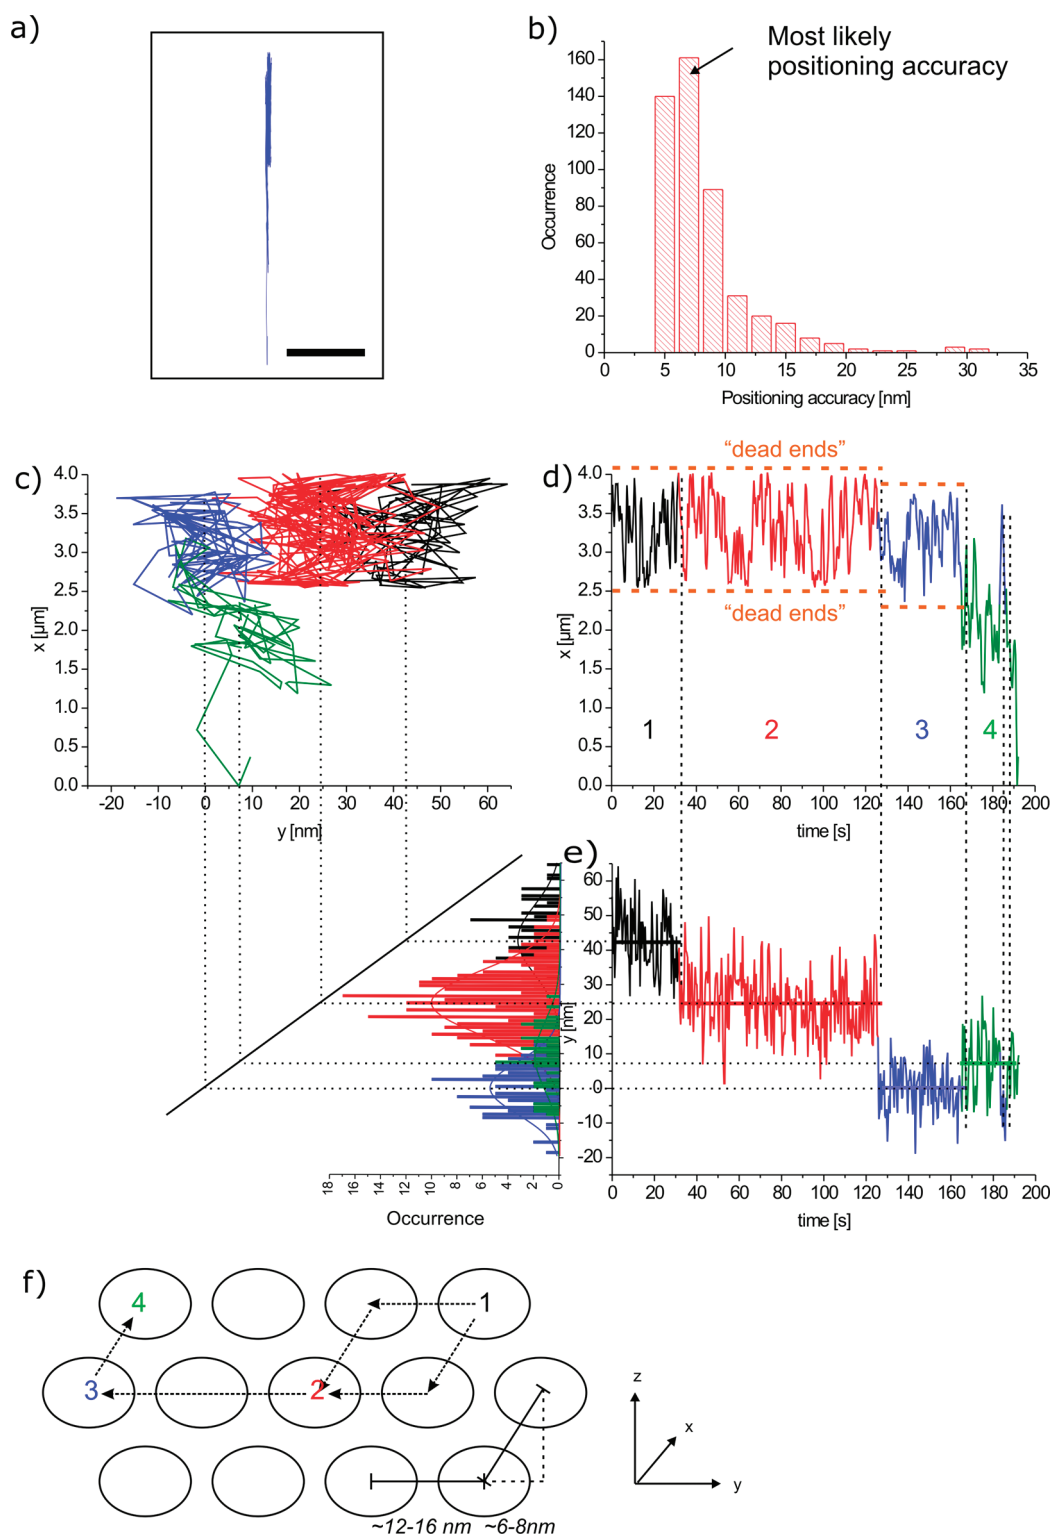 a)
b)
Most likely
positioning accuracy
Occurrence
160
140
120
100
80
60
40
20
0
0 5 10 15 20 25 30 35
Positioning accuracy [nm]
c)
x [µm]
4.0
3.5
3.0
2.5
2.0
1.5
1.0
0.5
0.0
-20 -10 0 10 20 30 40 50 60
y [nm]
d)
"dead ends"
"dead ends"
x [µm]
4.0
3.5
3.0
2.5
2.0
1.5
1.0
0.5
0.0
1 2 3 4
0 20 40 60 80 100 120 140 160 180 200
time [s]
e)
y [nm]
60
50
40
30
20
10
0
-10
-20
0 20 40 60 80 100 120 140 160 180 200
time [s]
18 16 14 12 10 8 6 4 2 0
Occurrence
f)
4 1
3 2
~12-16 nm ~6-8nm
z
x
y